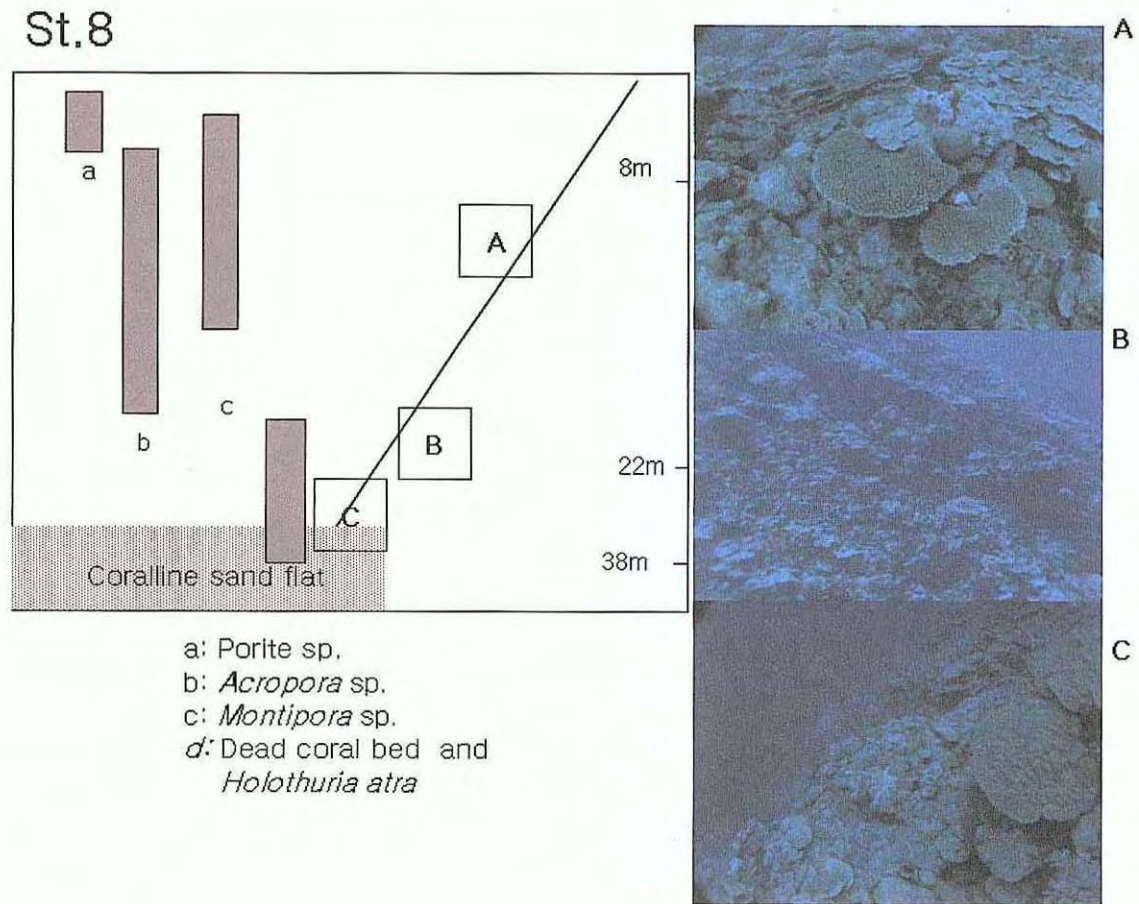 St.8
A
8m
a
A
B
c
b
B
22m
C
38m
Coralline sand flat
C
a: Porite sp.
b: Acropora sp.
c: Montipora sp.
d: Dead coral bed and
Holothuria atra